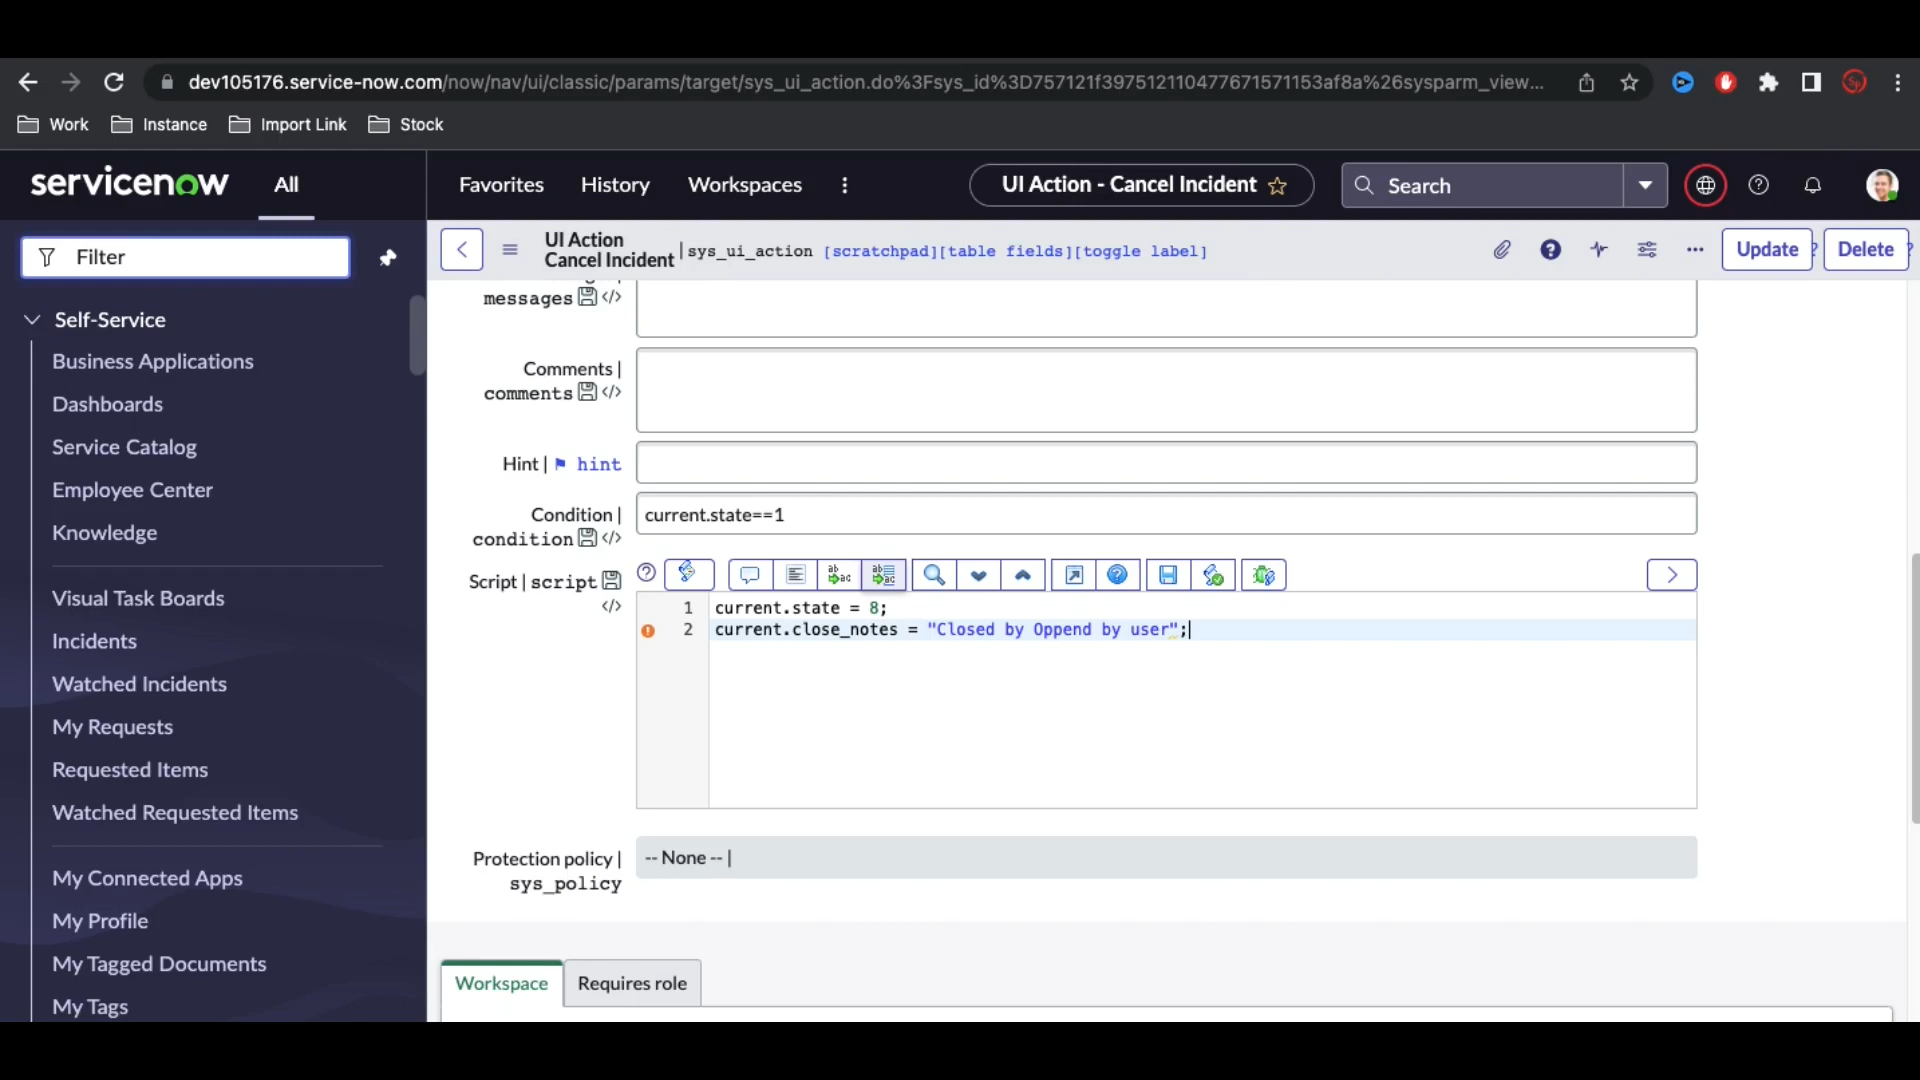 dev105176.service-now.com/now/nav/ui/classic/params/target/sys_ui_action.do%3Fsys_id%3D757121f397512110477671571153af8a%26sysparm_view...
Work Instance Import Link Stock
servicenow All Favorites History Workspaces UI Action - Cancel Incident Search
Filter
UI Action
Cancel Incident | sys_ui_action [scratchpad][table fields][toggle label] Update ? Delete ?
Self-Service
Business Applications
Dashboards
Service Catalog
Employee Center
Knowledge
Visual Task Boards
Incidents
Watched Incidents
My Requests
Requested Items
Watched Requested Items
My Connected Apps
My Profile
My Tagged Documents
My Tags
messages </>
Comments |
comments </>
Hint | hint
Condition | current.state==1
condition </>
Script | script
</>
1 current.state = 8;
2 current.close_notes = "Closed by Oppend by user";
Protection policy | -- None -- |
sys_policy
Workspace Requires role